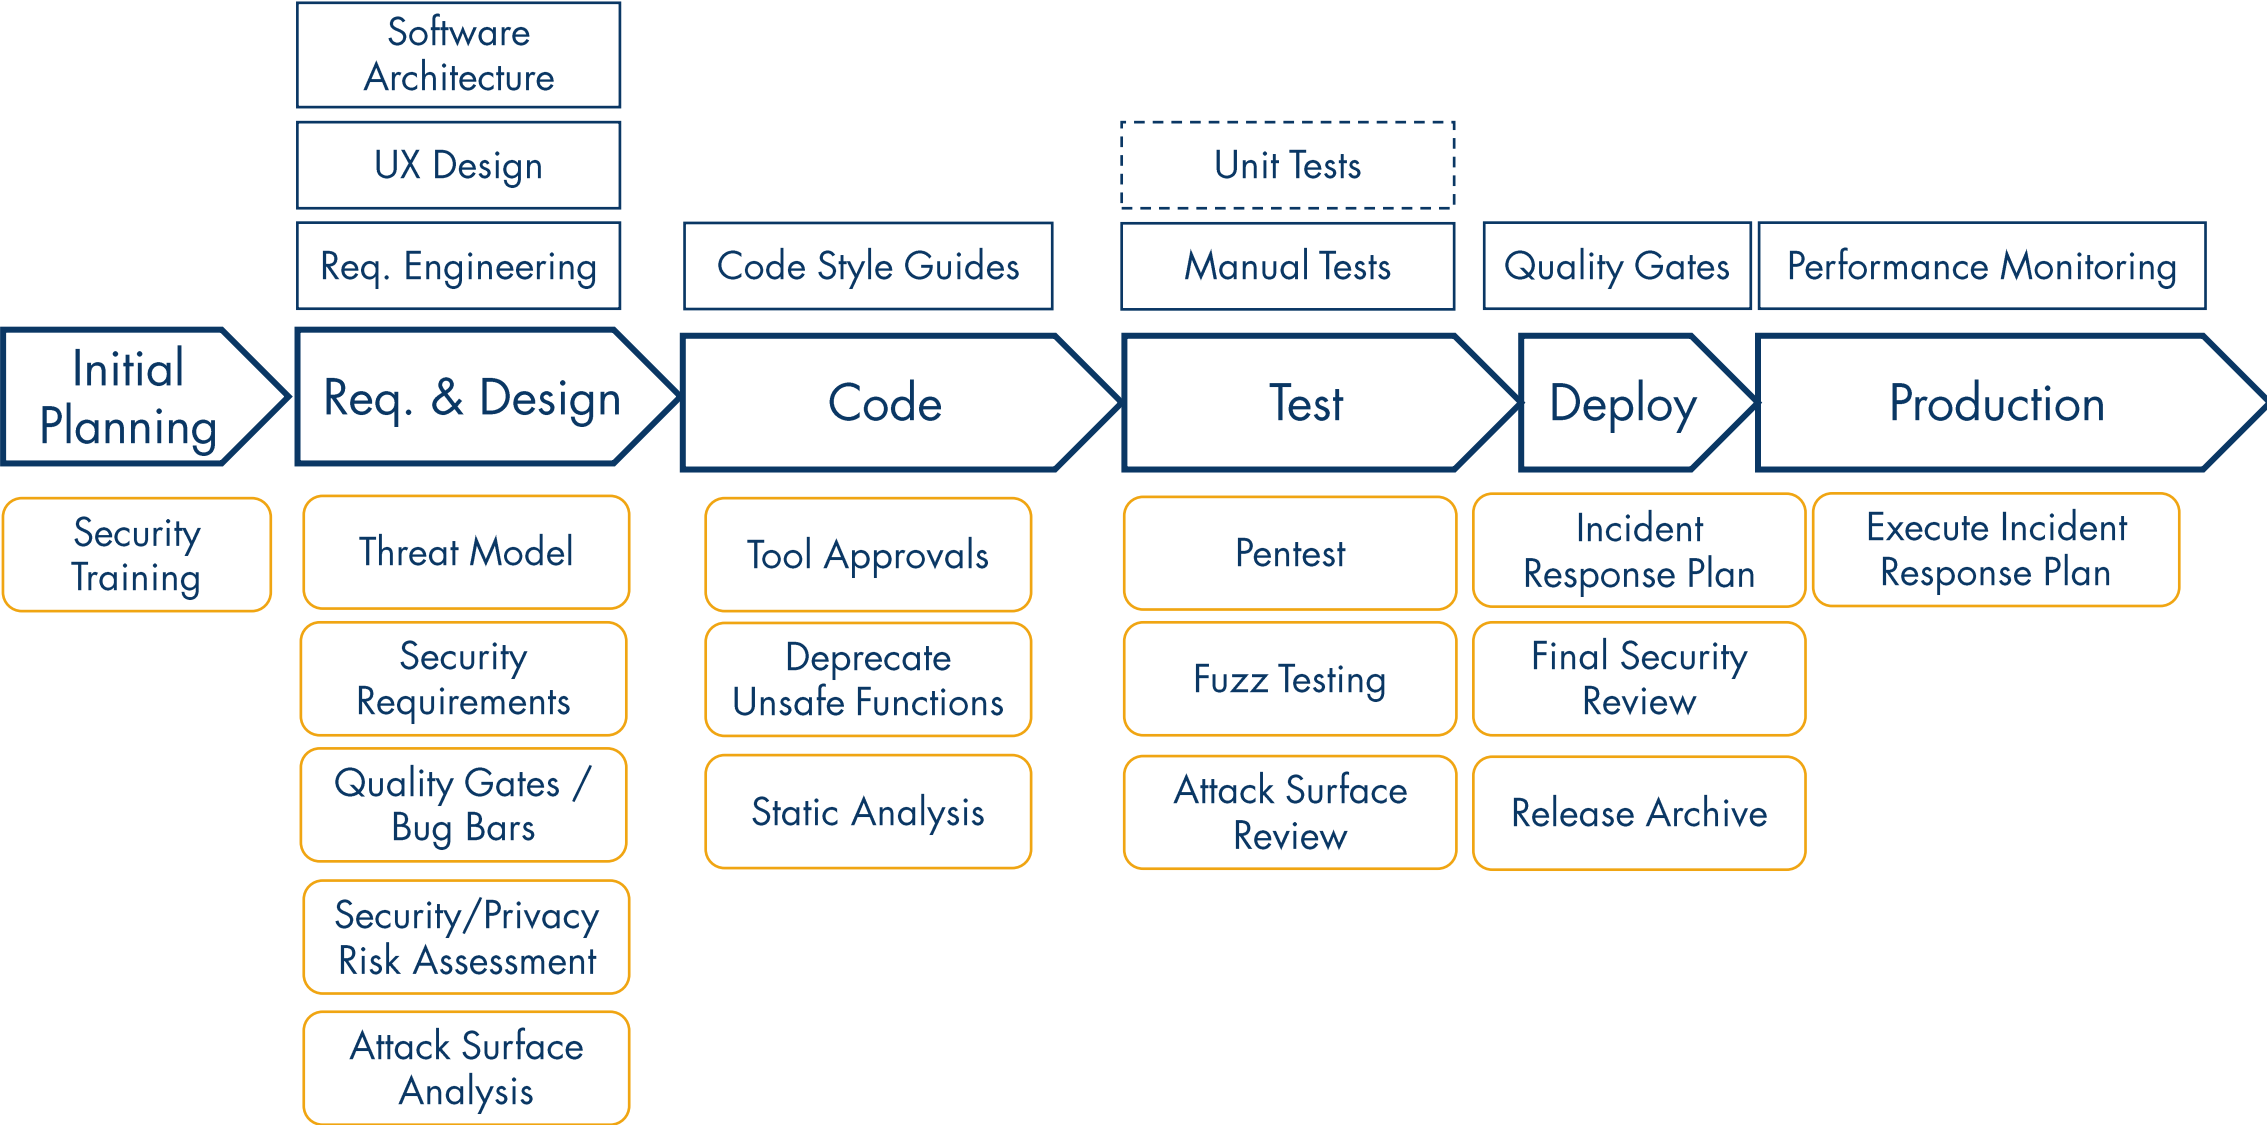 Software
Architecture
UX Design
Unit Tests
Req. Engineering
Code Style Guides
Manual Tests
Quality Gates
Performance Monitoring
Initial
Planning
Req. & Design
Code
Test
Deploy
Production
Security
Training
Threat Model
Tool Approvals
Pentest
Incident
Response Plan
Execute Incident
Response Plan
Security
Requirements
Deprecate
Unsafe Functions
Fuzz Testing
Final Security
Review
Quality Gates /
Bug Bars
Static Analysis
Attack Surface
Review
Release Archive
Security/Privacy
Risk Assessment
Attack Surface
Analysis